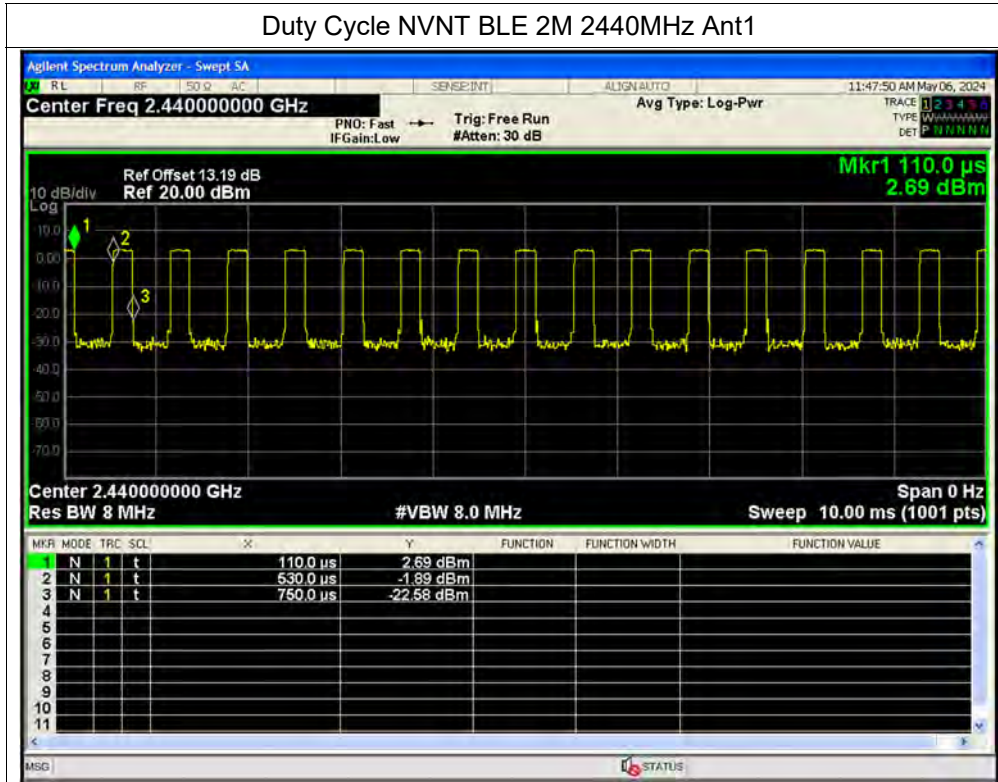 Duty Cycle NVNT BLE 2M 2440MHz Ant1
Agilent Spectrum Analyzer - Swept SA
RL RF 50 Ω AC SENSE:INT ALIGN AUTO 11:47:50 AM May 06, 2024
Center Freq 2.440000000 GHz Avg Type: Log-Pwr TRACE 1 2 3 4 5 6
PNO: Fast Trig: Free Run TYPE
IFGain:Low #Atten: 30 dB DET P N N N N N
Mkr1 110.0 µs
Ref Offset 13.19 dB
10 dB/div Ref 20.00 dBm 2.69 dBm
Log
10.0
1
2
0.00
-10.0
3
-20.0
-30.0
-40.0
-50.0
-60.0
-70.0
Center 2.440000000 GHz Span 0 Hz
Res BW 8 MHz #VBW 8.0 MHz Sweep 10.00 ms (1001 pts)
MKR MODE TRC SCL X Y FUNCTION FUNCTION WIDTH FUNCTION VALUE
1 N 1 t 110.0 µs 2.69 dBm
2 N 1 t 530.0 µs -1.89 dBm
3 N 1 t 750.0 µs -22.58 dBm
4
5
6
7
8
9
10
11
MSG STATUS